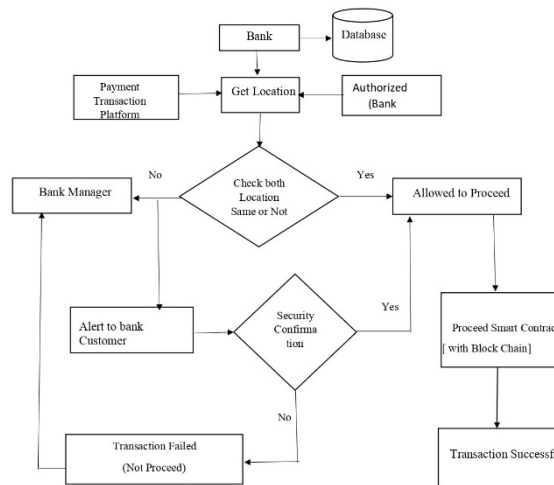 Bank
Database
Payment
Transaction
Platform
Get Location
Authorized
(Bank
No
Check both
Location
Same or Not
Yes
Bank Manager
Allowed to Proceed
Alert to bank
Customer
Security
Confirma
tion
Yes
Proceed Smart Contrac
[ with Block Chain]
No
Transaction Failed
(Not Proceed)
Transaction Successf